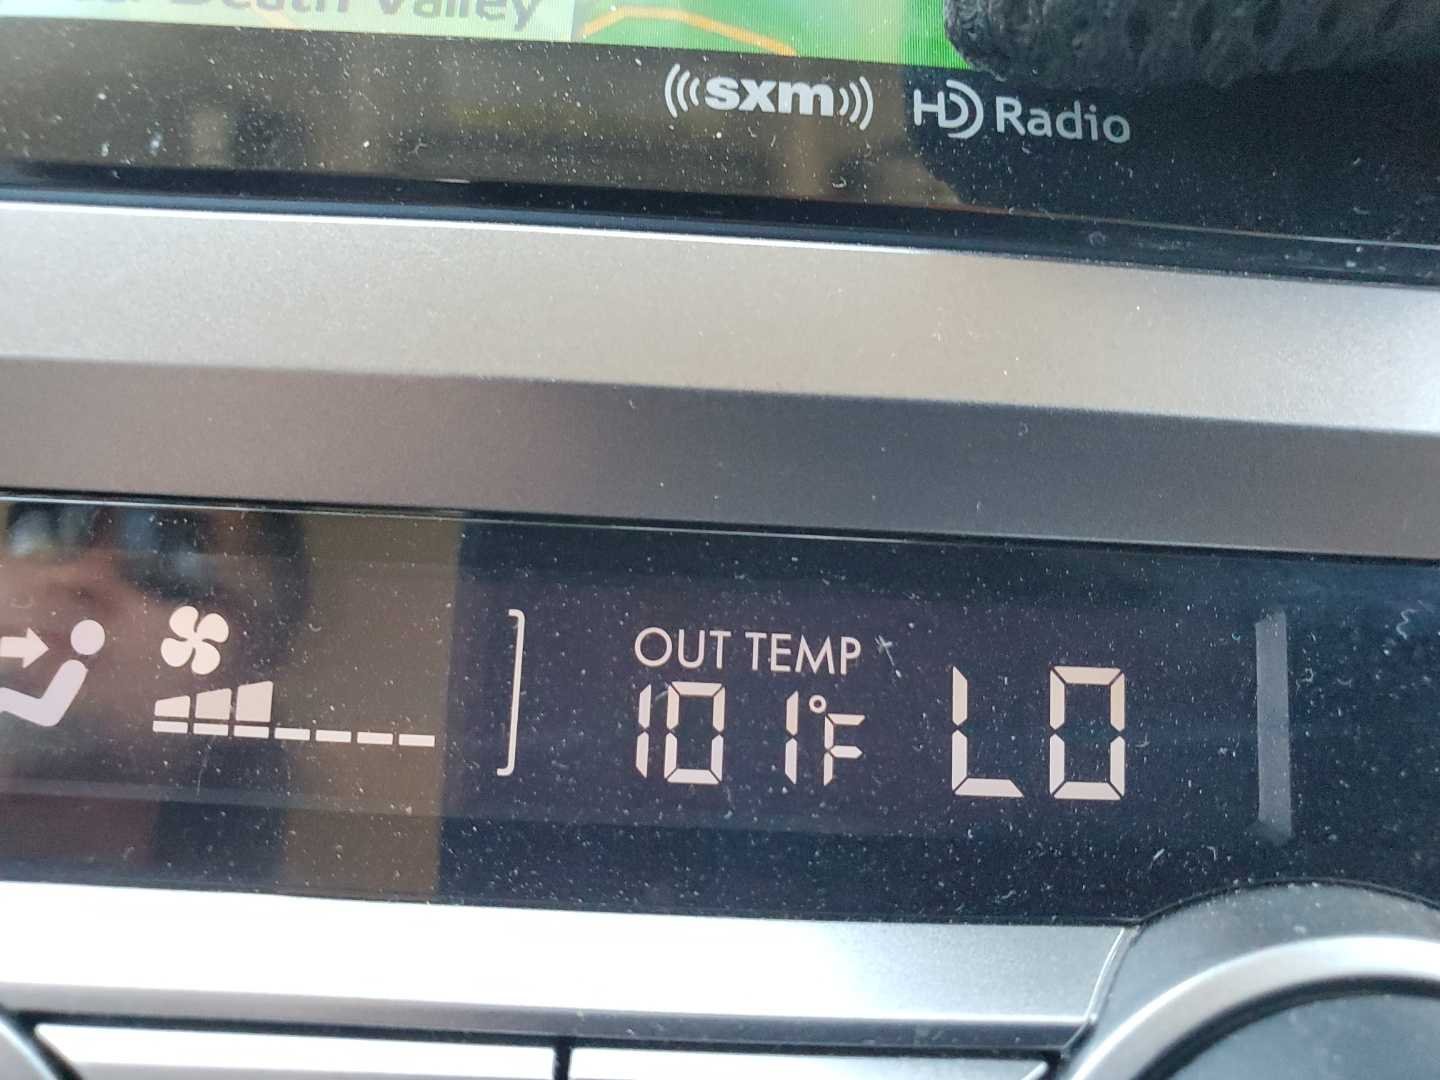 Death Valley
sxm HD Radio
OUT TEMP
101°F LO